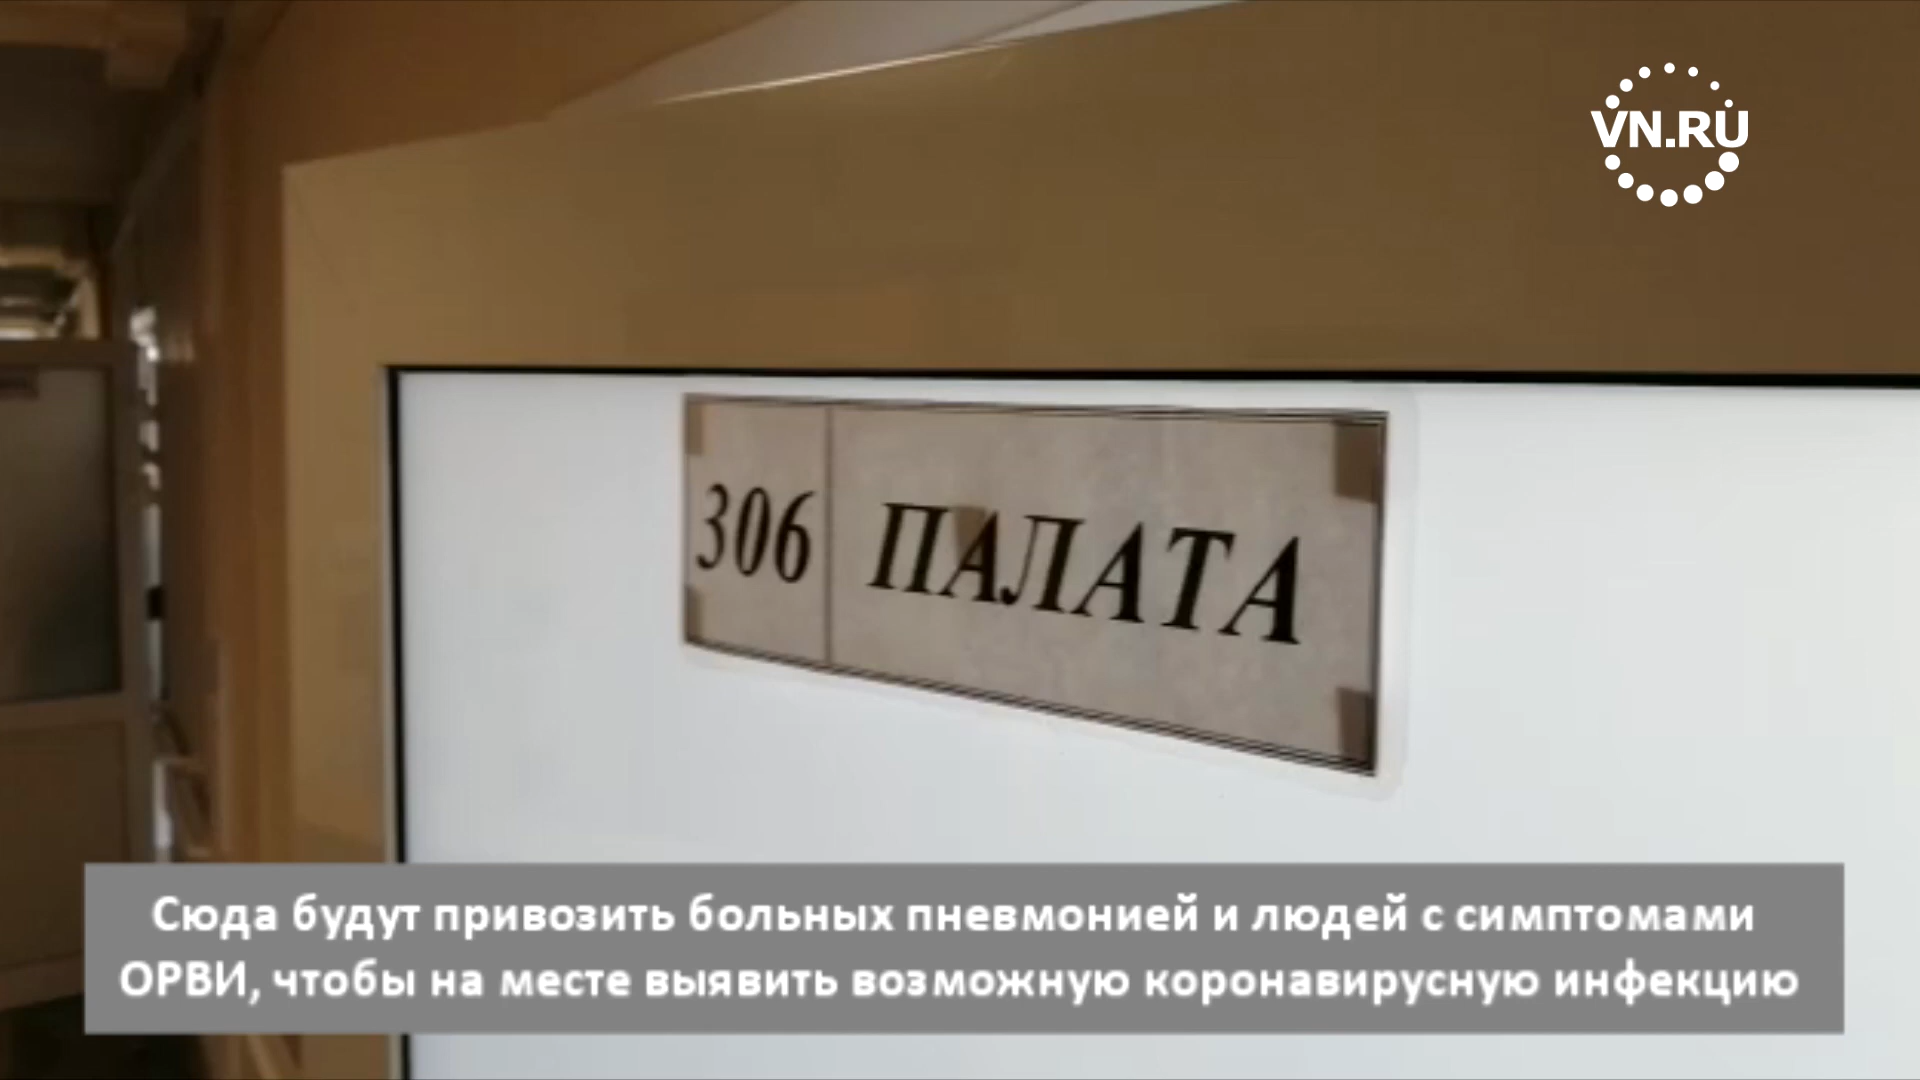 VN.RU
306 ПАЛАТА
Сюда будут привозить больных пневмонией и людей с симптомами
ОРВИ, чтобы на месте выявить возможную коронавирусную инфекцию